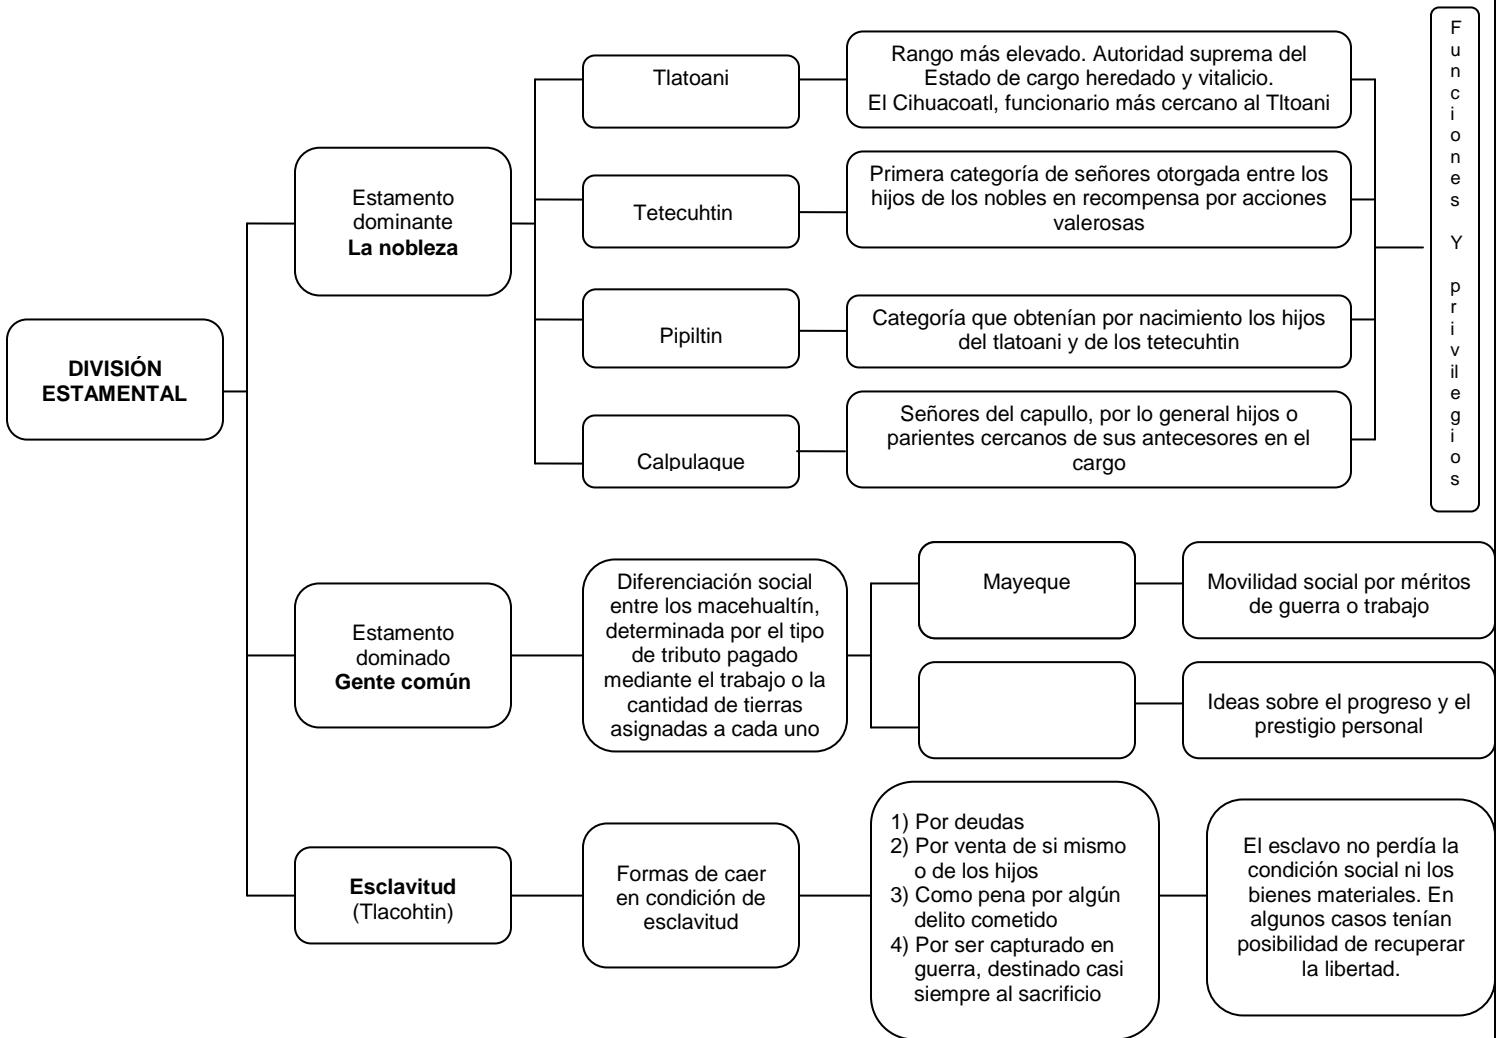 DIVISIÓN
ESTAMENTAL
Estamento
dominante
La nobleza
Tlatoani
Rango más elevado. Autoridad suprema del
Estado de cargo heredado y vitalicio.
El Cihuacoatl, funcionario más cercano al Tltoani
Tetecuhtin
Primera categoría de señores otorgada entre los
hijos de los nobles en recompensa por acciones
valerosas
Pipiltin
Categoría que obtenían por nacimiento los hijos
del tlatoani y de los tetecuhtin
Calpulaque
Señores del capullo, por lo general hijos o
parientes cercanos de sus antecesores en el
cargo
Funciones Y privilegios
Estamento
dominado
Gente común
Diferenciación social
entre los macehualtín,
determinada por el tipo
de tributo pagado
mediante el trabajo o la
cantidad de tierras
asignadas a cada uno
Mayeque
Movilidad social por méritos
de guerra o trabajo
Ideas sobre el progreso y el
prestigio personal
Esclavitud
(Tlacohtin)
Formas de caer
en condición de
esclavitud
1) Por deudas
2) Por venta de si mismo
o de los hijos
3) Como pena por algún
delito cometido
4) Por ser capturado en
guerra, destinado casi
siempre al sacrificio
El esclavo no perdía la
condición social ni los
bienes materiales. En
algunos casos tenían
posibilidad de recuperar
la libertad.